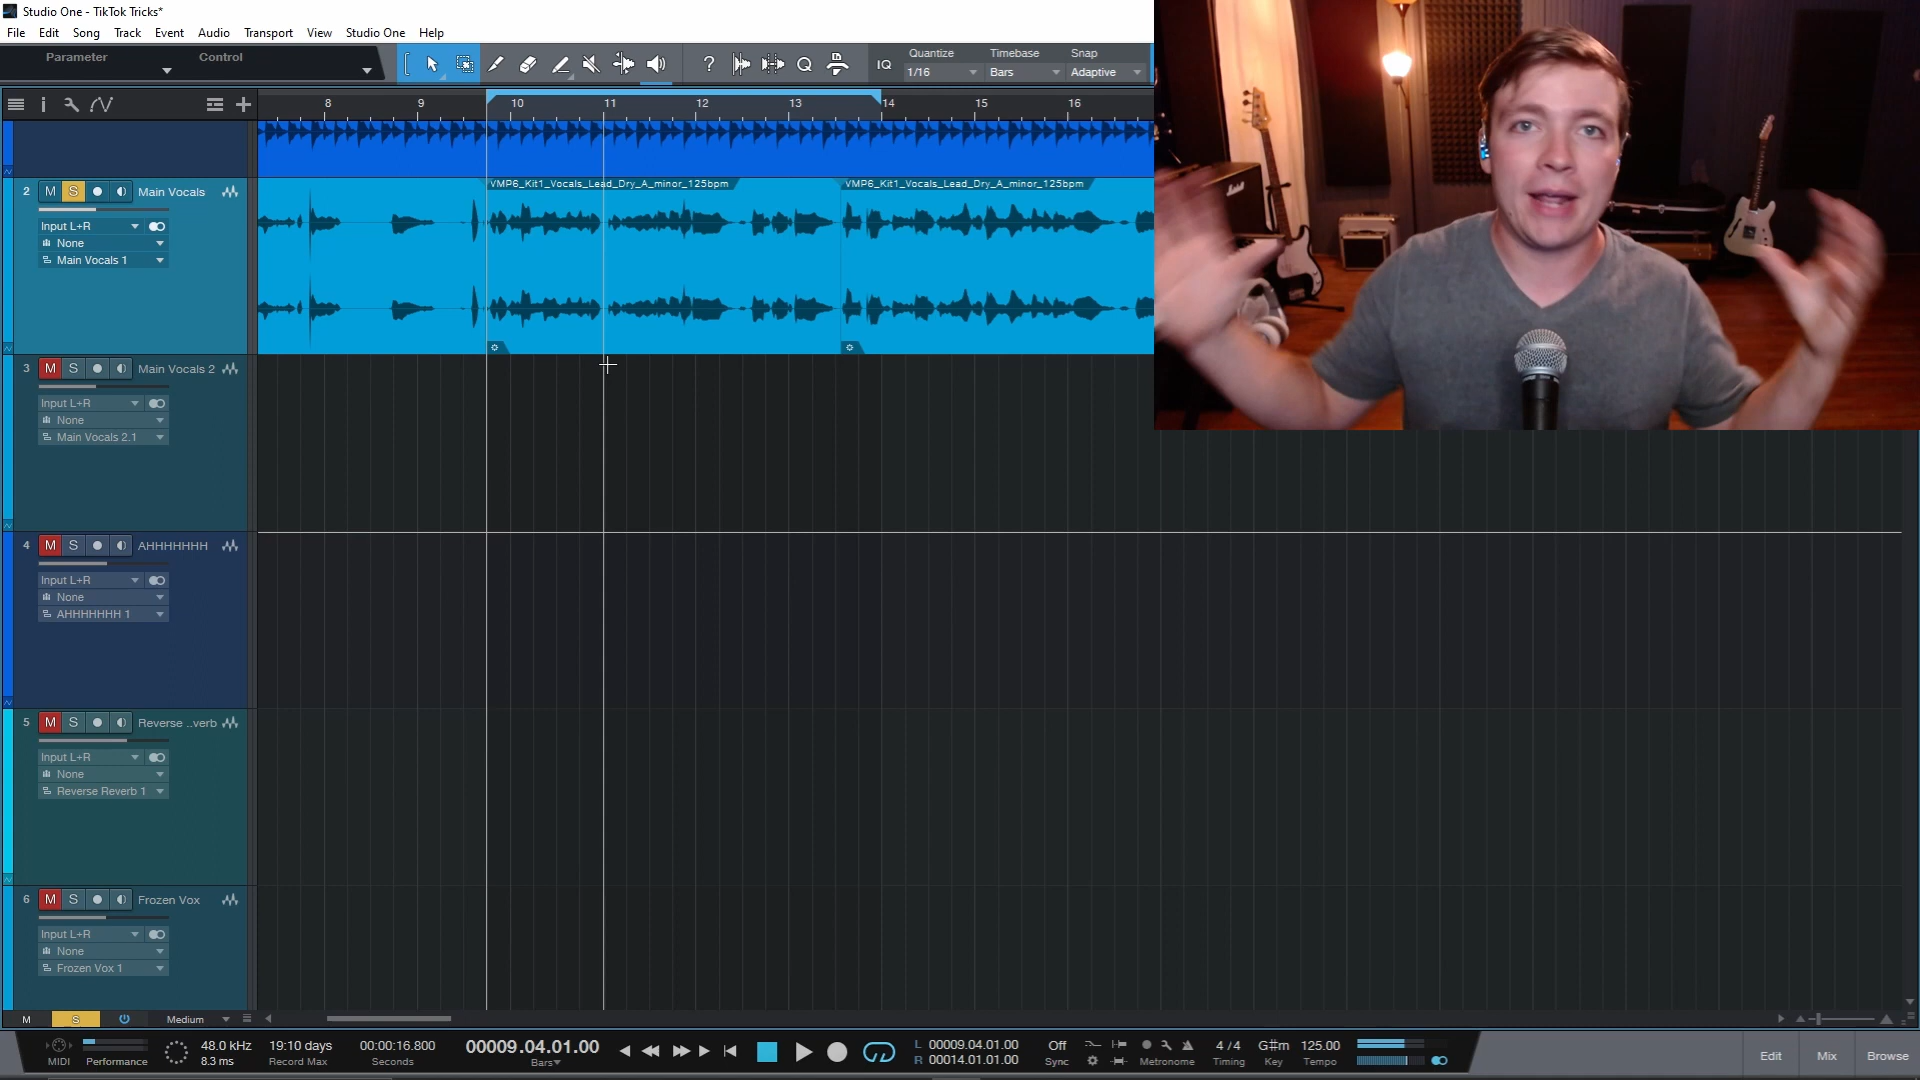 Studio One - TikTok Tricks*
File Edit Song Track Event Audio Transport View Studio One Help
Parameter Control
? Q IQ
Quantize Timebase Snap
1/16 Bars Adaptive
8 9 10 11 12 13 14 15 16
2 M S Main Vocals
Input L+R
None
Main Vocals 1
VMP6_Kit1_Vocals_Lead_Dry_A_minor_125bpm VMP6_Kit1_Vocals_Lead_Dry_A_minor_125bpm
3 M S Main Vocals 2
Input L+R
None
Main Vocals 2.1
4 M S AHHHHHHH
Input L+R
None
AHHHHHHH 1
5 M S Reverse ..verb
Input L+R
None
Reverse Reverb 1
6 M S Frozen Vox
Input L+R
None
Frozen Vox 1
M S Medium
MIDI Performance
48.0 kHz
8.3 ms
19:10 days
Record Max
00:00:16.800
Seconds
00009.04.01.00
Bars
L 00009.04.01.00
R 00014.01.01.00
Off
Sync
Metronome
4 / 4
Timing
G#m
Key
125.00
Tempo
Edit Mix Browse